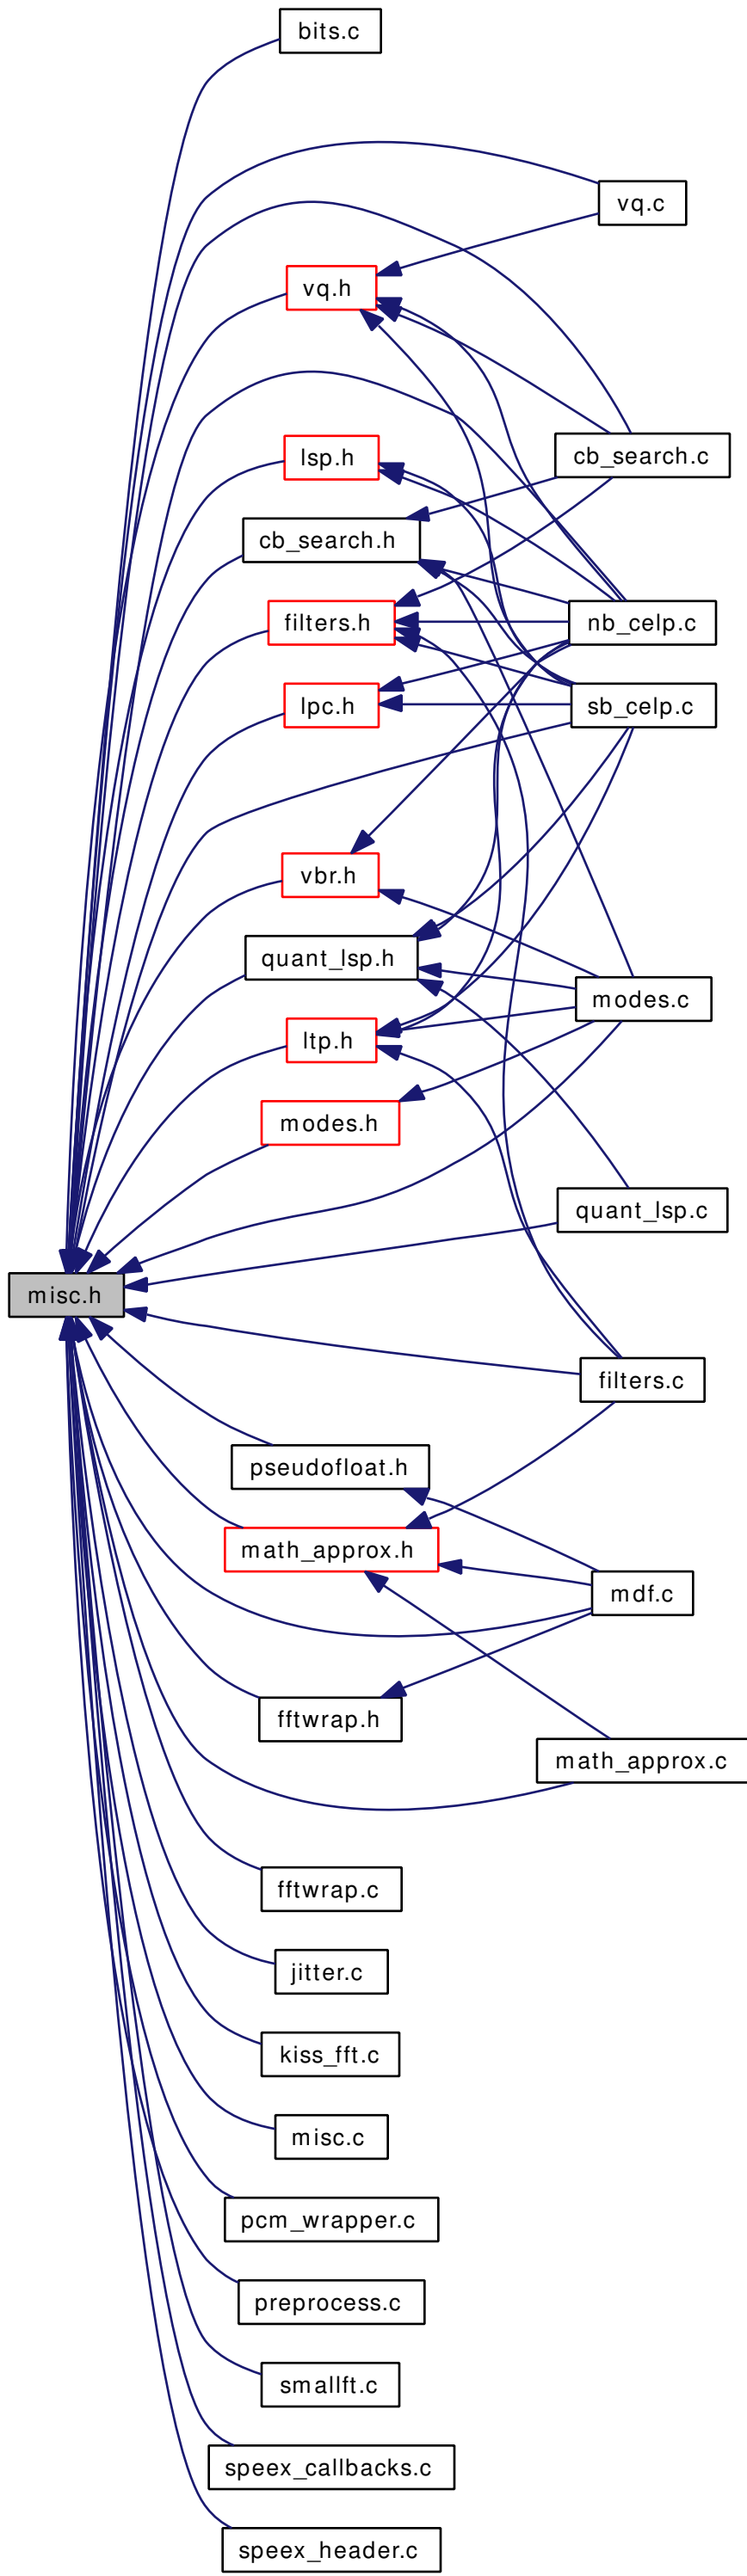 bits.c
vq.c
vq.h
lsp.h
cb_search.c
cb_search.h
filters.h
nb_celp.c
lpc.h
sb_celp.c
vbr.h
quant_lsp.h
modes.c
ltp.h
modes.h
quant_lsp.c
misc.h
filters.c
pseudofloat.h
math_approx.h
mdf.c
fftwrap.h
math_approx.c
fftwrap.c
jitter.c
kiss_fft.c
misc.c
pcm_wrapper.c
preprocess.c
smallft.c
speex_callbacks.c
speex_header.c